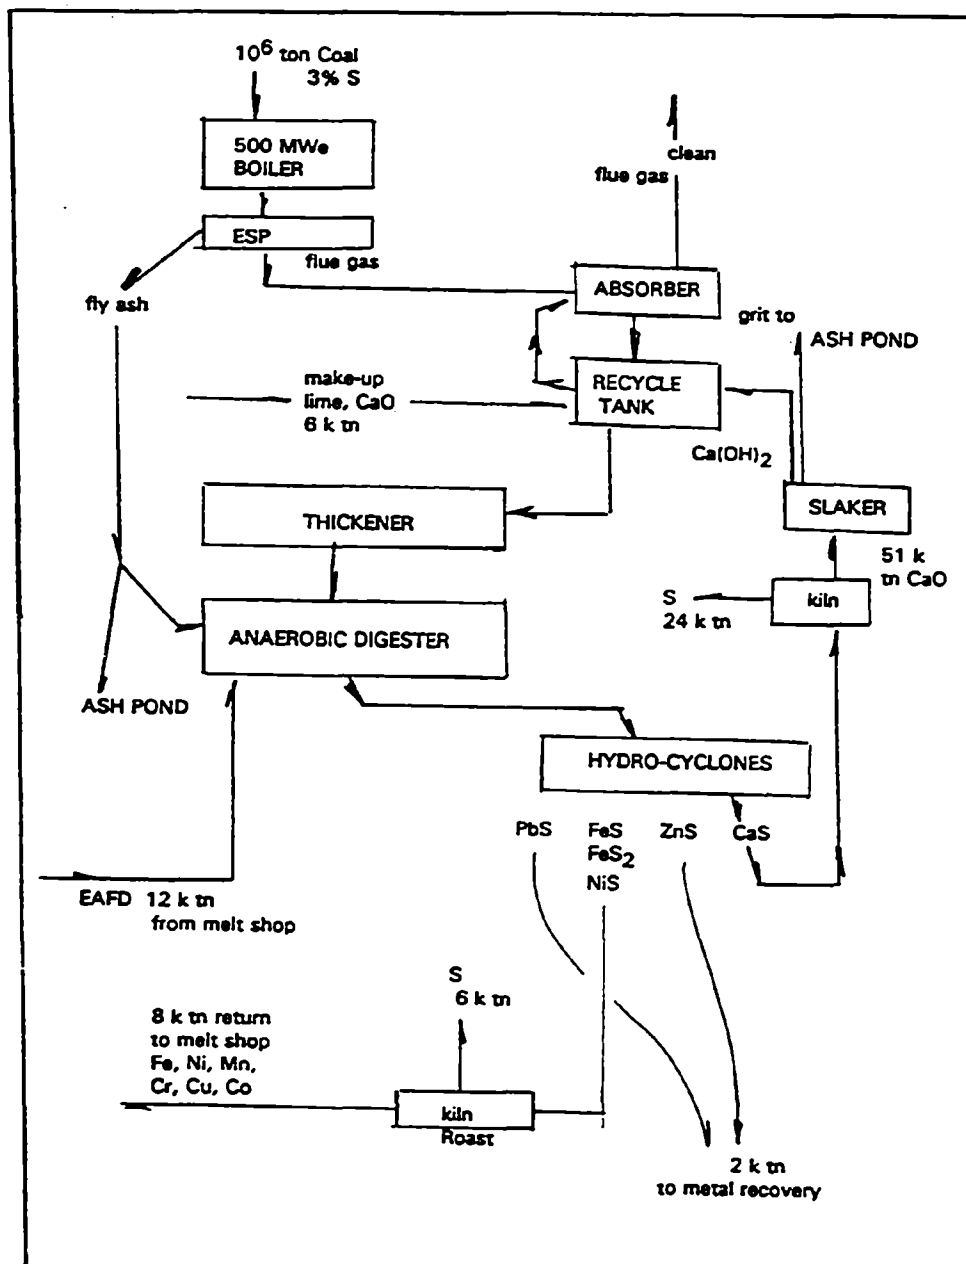 10⁶ ton Coal
3% S
500 MWe
BOILER
clean
flue gas
ESP
flue gas
ABSORBER
fly ash
grit to
ASH POND
make-up
lime, CaO
6 k tn
RECYCLE
TANK
Ca(OH)₂
THICKENER
SLAKER
51 k
tn CaO
S
24 k tn
kiln
ANAEROBIC DIGESTER
ASH POND
HYDRO-CYCLONES
PbS
FeS
FeS₂
NiS
ZnS
CaS
EAFD 12 k tn
from melt shop
S
6 k tn
8 k tn return
to melt shop
Fe, Ni, Mn,
Cr, Cu, Co
kiln
Roast
2 k tn
to metal recovery